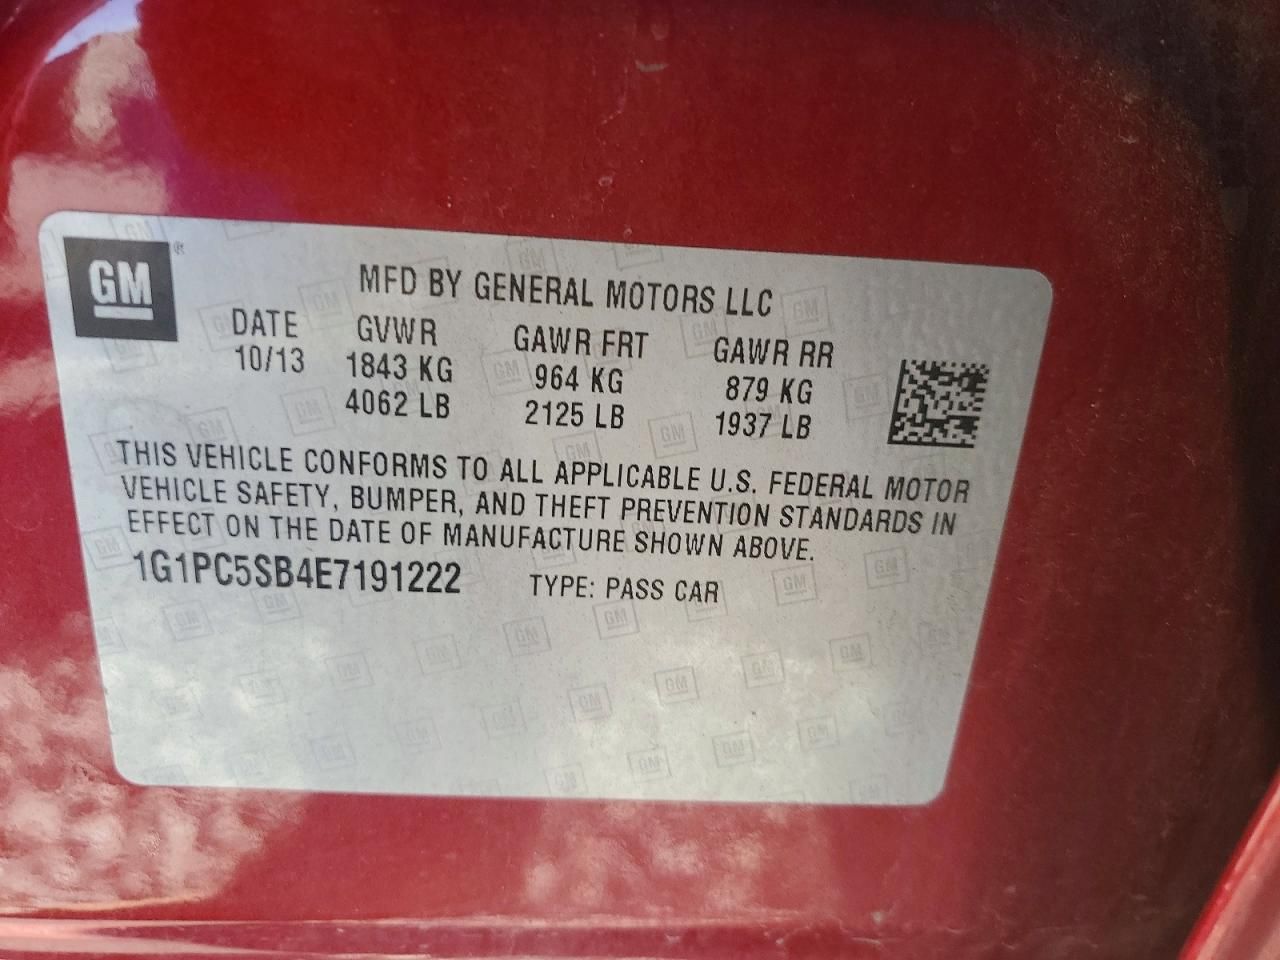 GM
MFD BY GENERAL MOTORS LLC
DATE GVWR GAWR FRT GAWR RR
10/13 1843 KG 964 KG 879 KG
4062 LB 2125 LB 1937 LB
THIS VEHICLE CONFORMS TO ALL APPLICABLE U.S. FEDERAL MOTOR
VEHICLE SAFETY, BUMPER, AND THEFT PREVENTION STANDARDS IN
EFFECT ON THE DATE OF MANUFACTURE SHOWN ABOVE.
1G1PC5SB4E7191222 TYPE: PASS CAR